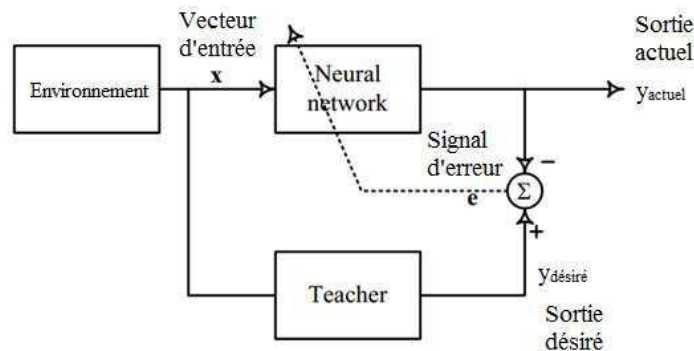 Vecteur
d'entrée
x
Environnement
Neural
network
Sortie
actuel
yactuel
Signal
d'erreur
e
−
Σ
+
Teacher
ydésiré
Sortie
désiré